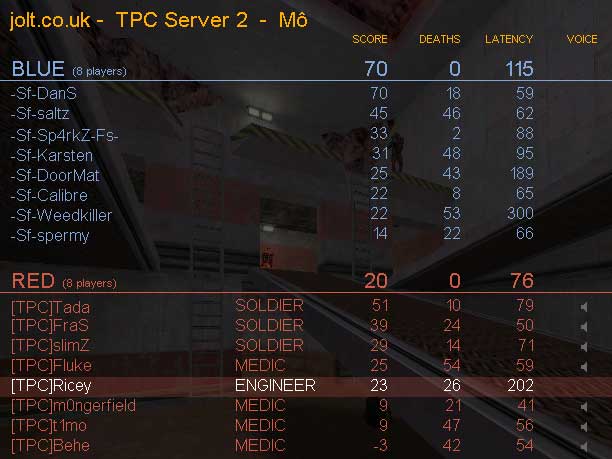 jolt.co.uk - TPC Server 2 - Mô
SCORE DEATHS LATENCY VOICE
BLUE (8 players) 70 0 115
-Sf-DanS 70 18 59
-Sf-saltz 45 46 62
-Sf-Sp4rkZ-Fs- 33 2 88
-Sf-Karsten 31 48 95
-Sf-DoorMat 25 43 189
-Sf-Calibre 22 8 65
-Sf-Weedkiller 22 53 300
-Sf-spermy 14 22 66
RED (8 players) 20 0 76
[TPC]Tada SOLDIER 51 10 79
[TPC]FraS SOLDIER 39 24 50
[TPC]slimZ SOLDIER 29 14 71
[TPC]Fluke MEDIC 25 54 59
[TPC]Ricey ENGINEER 23 26 202
[TPC]m0ngerfield MEDIC 9 21 41
[TPC]t1mo MEDIC 9 47 56
[TPC]Behe MEDIC -3 42 54